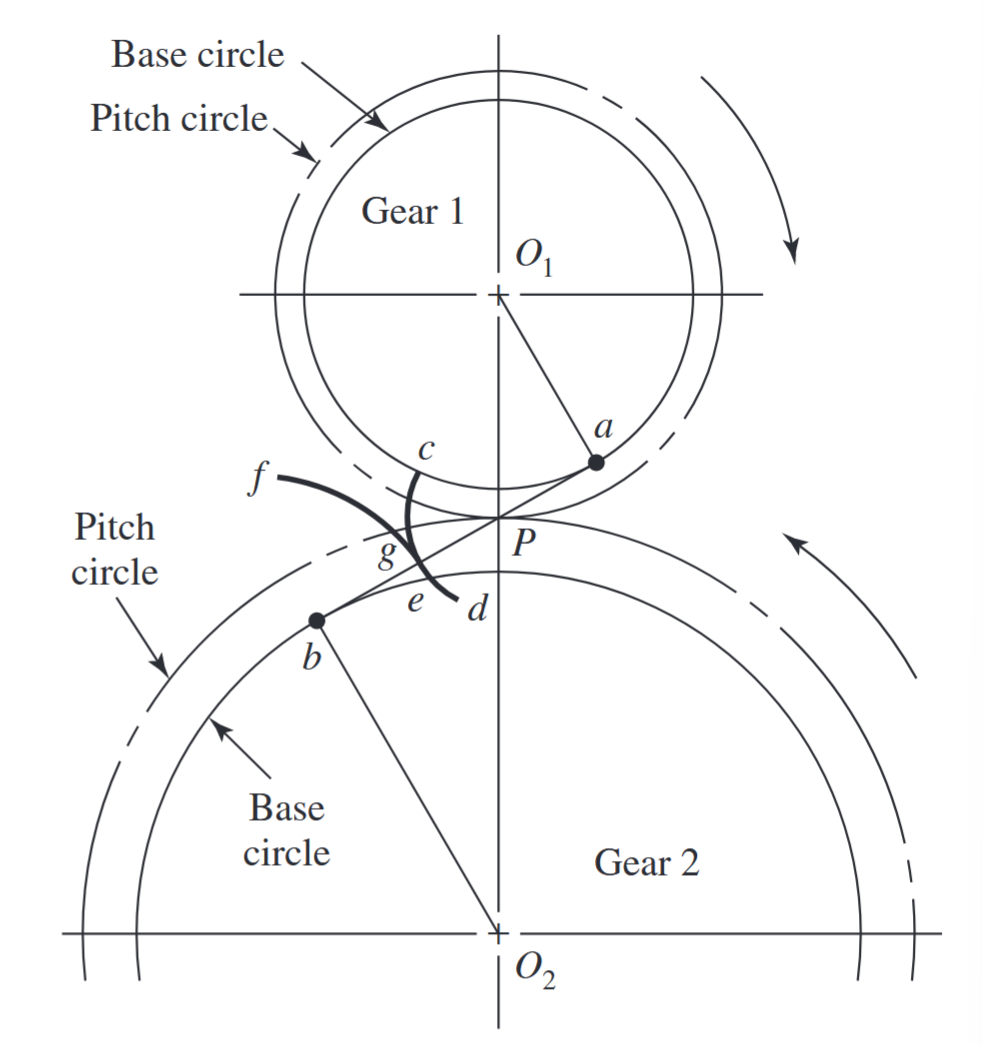 Base circle
Pitch circle
Gear 1
O₁
a
c
f
Pitch
circle
g
P
e
d
b
Base
circle
Gear 2
O₂